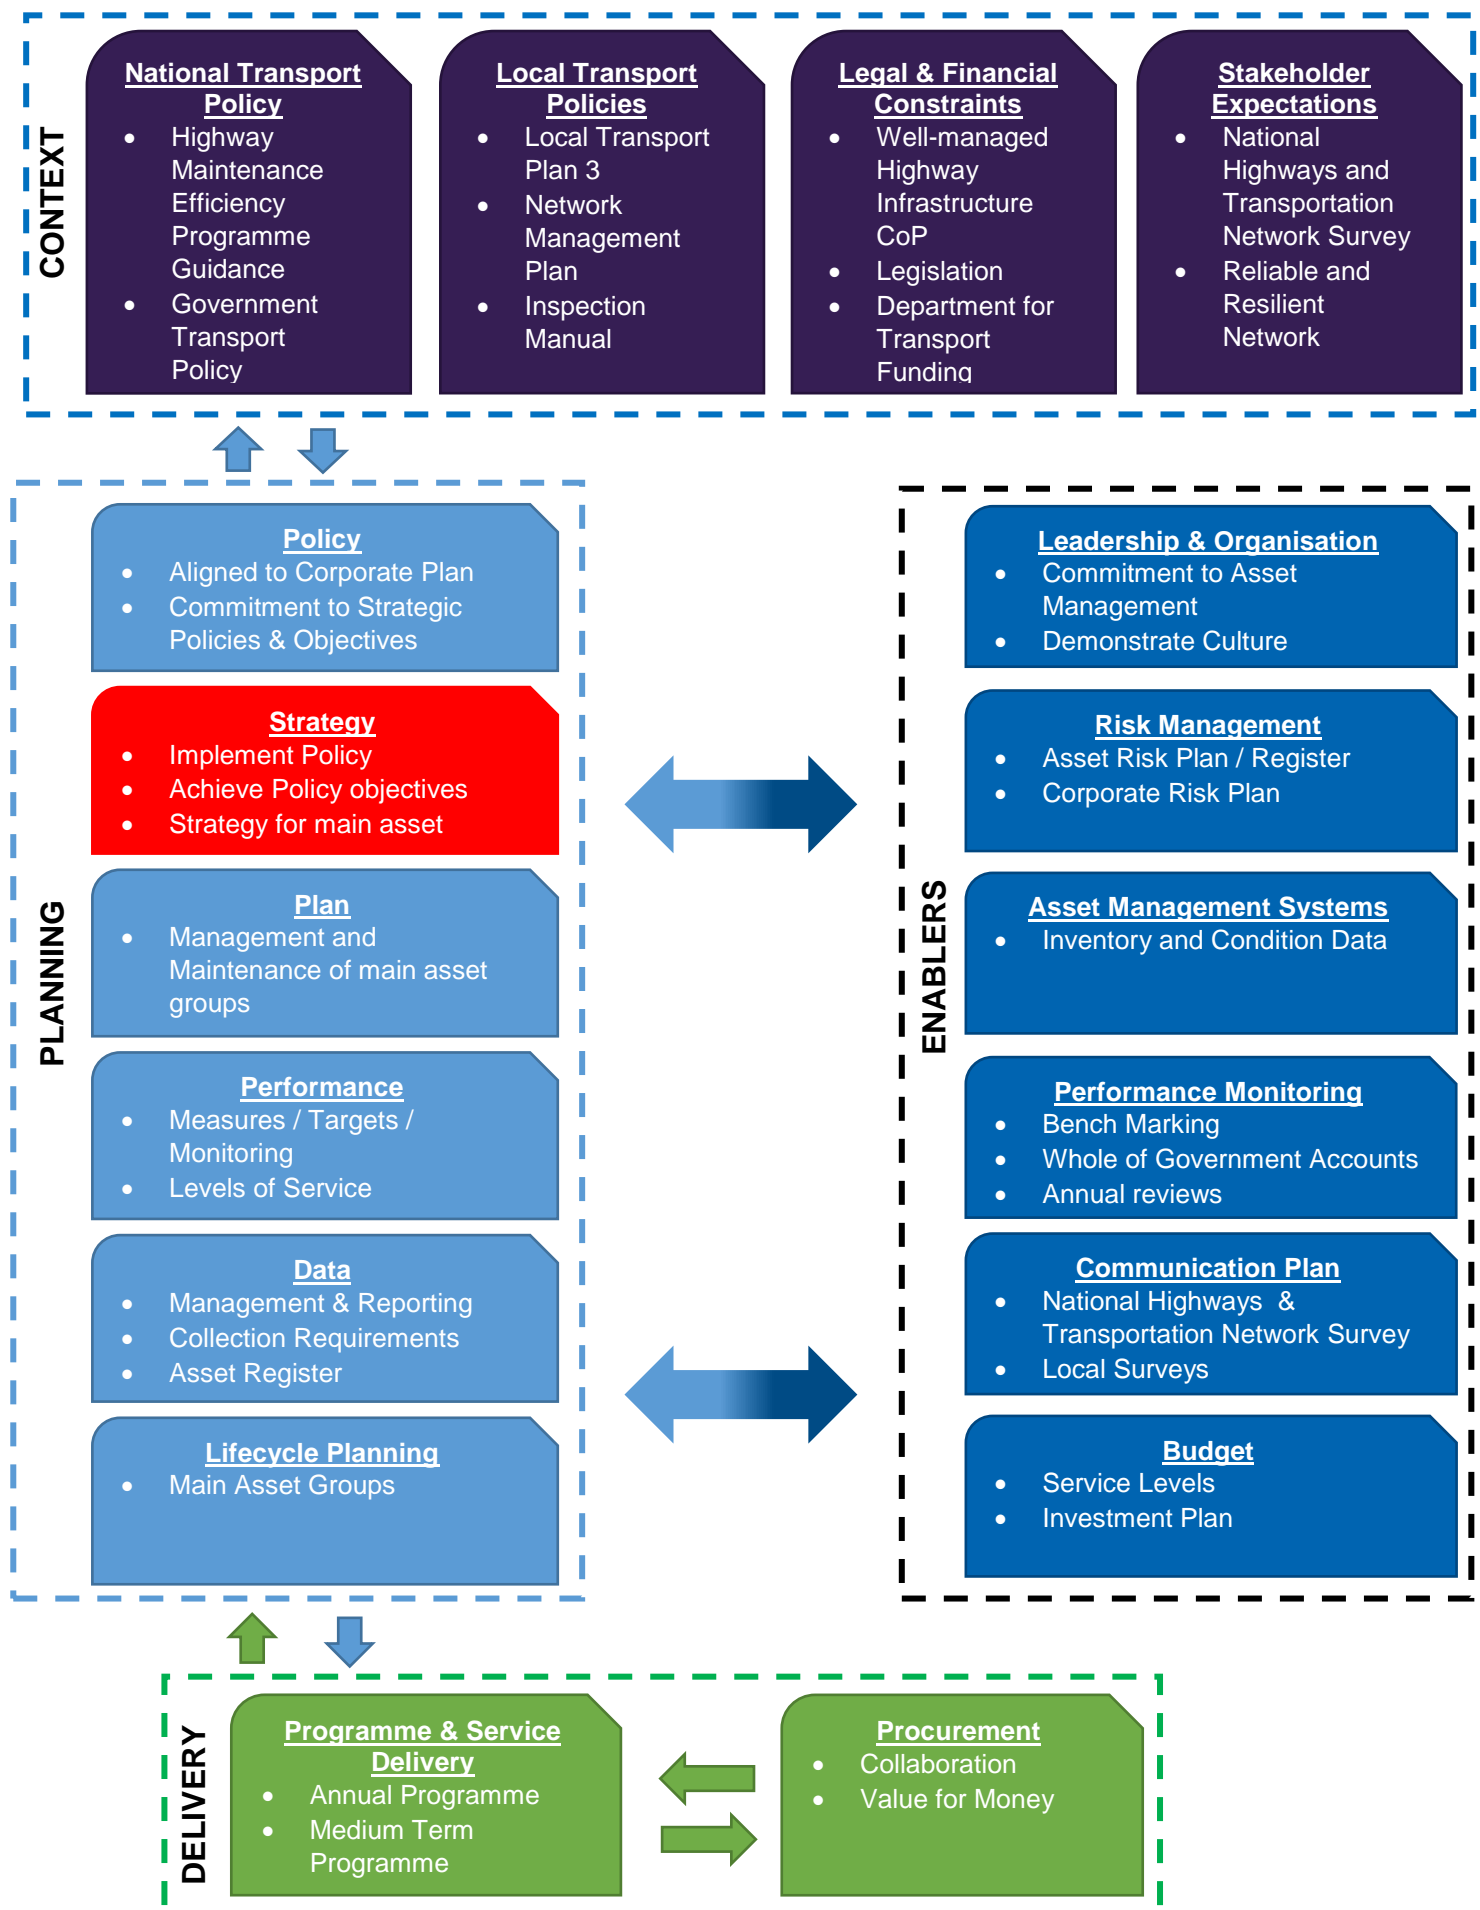 CONTEXT
National Transport
Policy
• Highway
Maintenance
Efficiency
Programme
Guidance
• Government
Transport
Policy
Local Transport
Policies
• Local Transport
Plan 3
• Network
Management
Plan
• Inspection
Manual
Legal & Financial
Constraints
• Well-managed
Highway
Infrastructure
CoP
• Legislation
• Department for
Transport
Funding
Stakeholder
Expectations
• National
Highways and
Transportation
Network Survey
• Reliable and
Resilient
Network
PLANNING
Policy
• Aligned to Corporate Plan
• Commitment to Strategic
Policies & Objectives
Strategy
• Implement Policy
• Achieve Policy objectives
• Strategy for main asset
Plan
• Management and
Maintenance of main asset
groups
Performance
• Measures / Targets /
Monitoring
• Levels of Service
Data
• Management & Reporting
• Collection Requirements
• Asset Register
Lifecycle Planning
• Main Asset Groups
ENABLERS
Leadership & Organisation
• Commitment to Asset
Management
• Demonstrate Culture
Risk Management
• Asset Risk Plan / Register
• Corporate Risk Plan
Asset Management Systems
• Inventory and Condition Data
Performance Monitoring
• Bench Marking
• Whole of Government Accounts
• Annual reviews
Communication Plan
• National Highways &
Transportation Network Survey
• Local Surveys
Budget
• Service Levels
• Investment Plan
DELIVERY
Programme & Service
Delivery
• Annual Programme
• Medium Term
Programme
Procurement
• Collaboration
• Value for Money